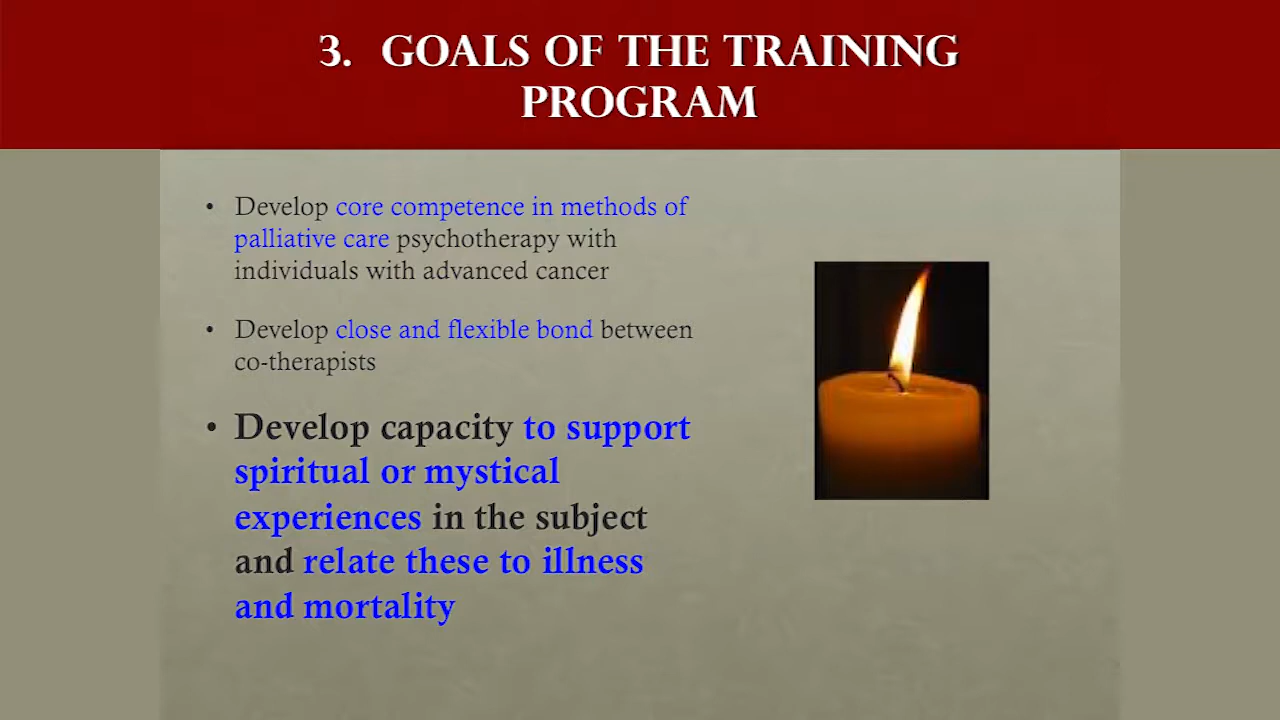 3. GOALS OF THE TRAINING
PROGRAM
• Develop core competence in methods of
palliative care psychotherapy with
individuals with advanced cancer
• Develop close and flexible bond between
co-therapists
• Develop capacity to support
spiritual or mystical
experiences in the subject
and relate these to illness
and mortality